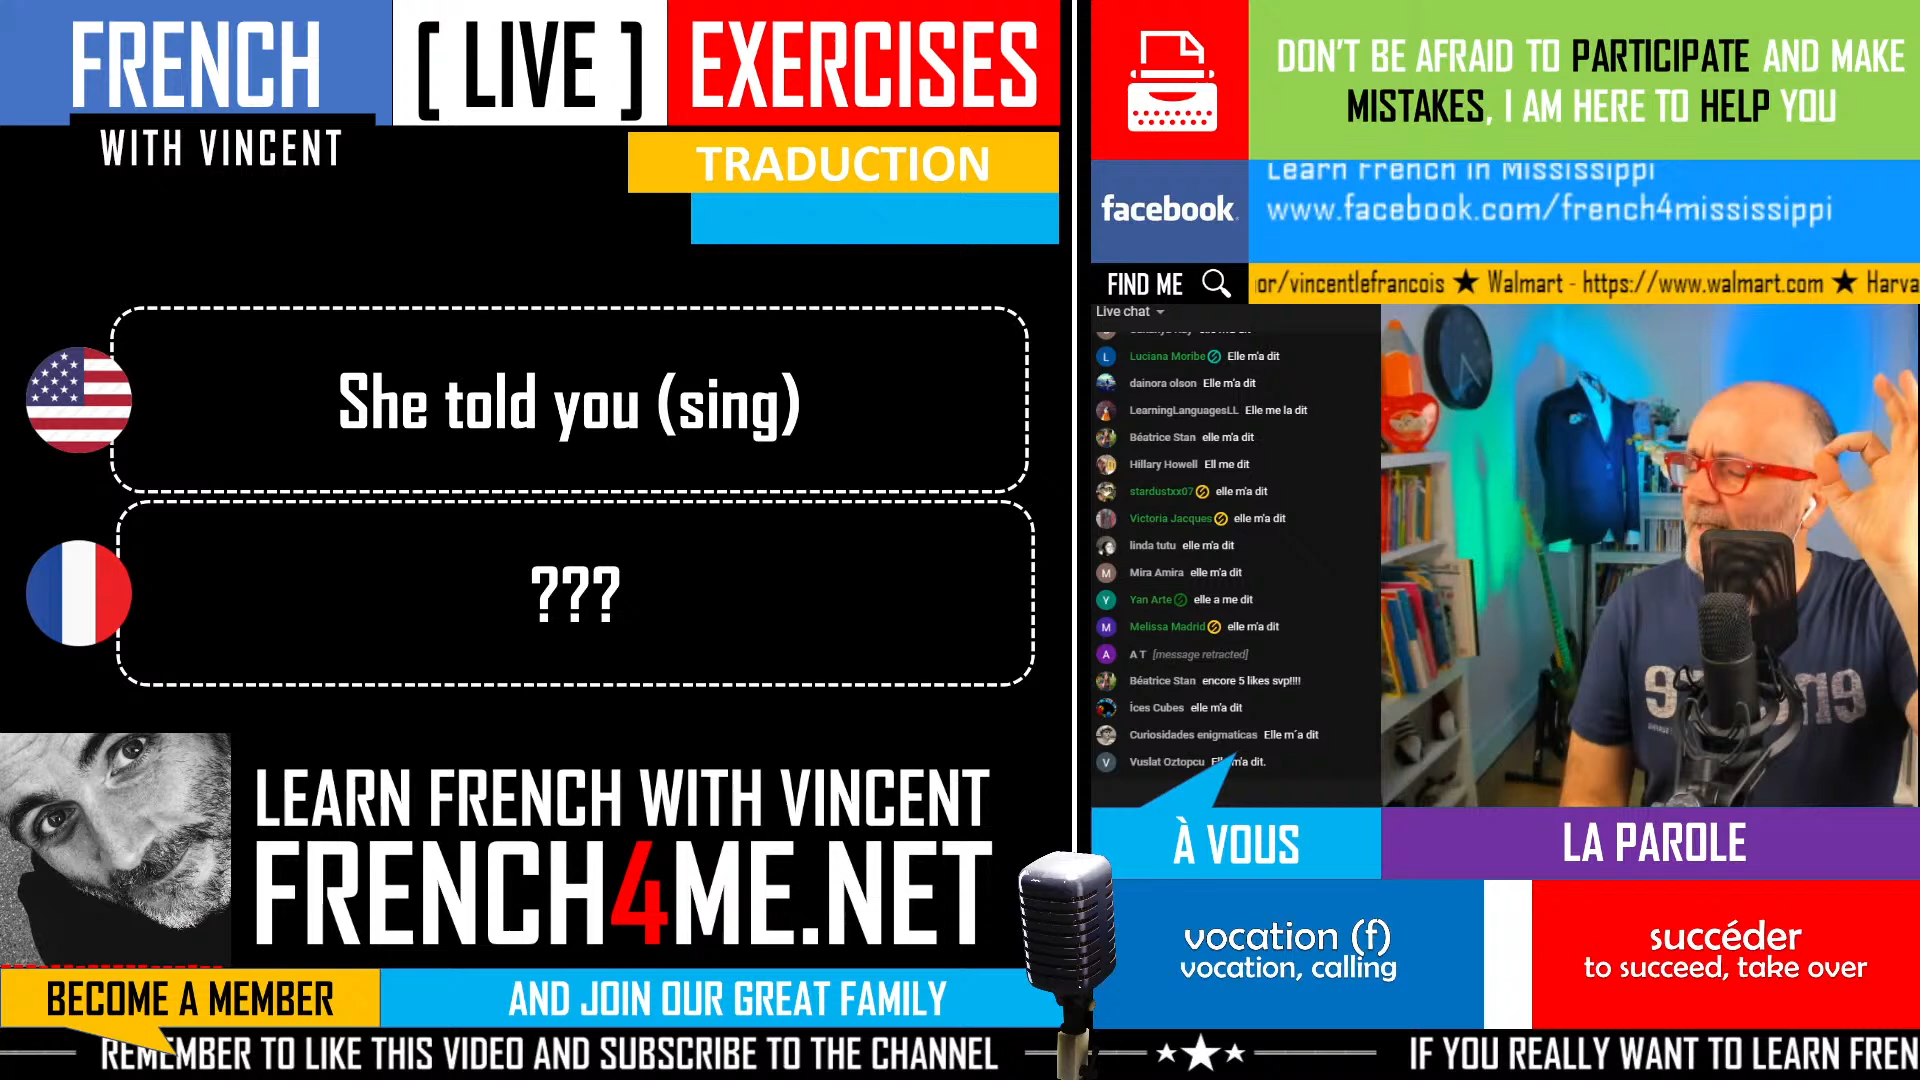 FRENCH
[ LIVE ]
EXERCISES
WITH VINCENT
TRADUCTION
She told you (sing)
???
LEARN FRENCH WITH VINCENT
FRENCH4ME.NET
BECOME A MEMBER
AND JOIN OUR GREAT FAMILY
REMEMBER TO LIKE THIS VIDEO AND SUBSCRIBE TO THE CHANNEL
IF YOU REALLY WANT TO LEARN FREN
DON'T BE AFRAID TO PARTICIPATE AND MAKE
MISTAKES, I AM HERE TO HELP YOU
facebook
Learn French in Mississippi
www.facebook.com/french4mississippi
FIND ME
or/vincentlefrancois ★ Walmart - https://www.walmart.com ★ Harva
Live chat
Luciana Moribe Elle m'a dit
dainora olson Elle m'a dit
LearningLanguagesLL Elle me la dit
Béatrice Stan elle m'a dit
Hillary Howell Ell me dit
stardustxx07 elle m'a dit
Victoria Jacques elle m'a dit
linda tutu elle m'a dit
M Mira Amira elle m'a dit
Y Yan Arte elle a me dit
M Melissa Madrid elle m'a dit
A A T [message retracted]
Béatrice Stan encore 5 likes svp!!!!
Íces Cubes elle m'a dit
Curiosidades enigmaticas Elle m´a dit
V Vuslat Oztopcu m'a dit.
À VOUS
LA PAROLE
vocation (f)
vocation, calling
succéder
to succeed, take over